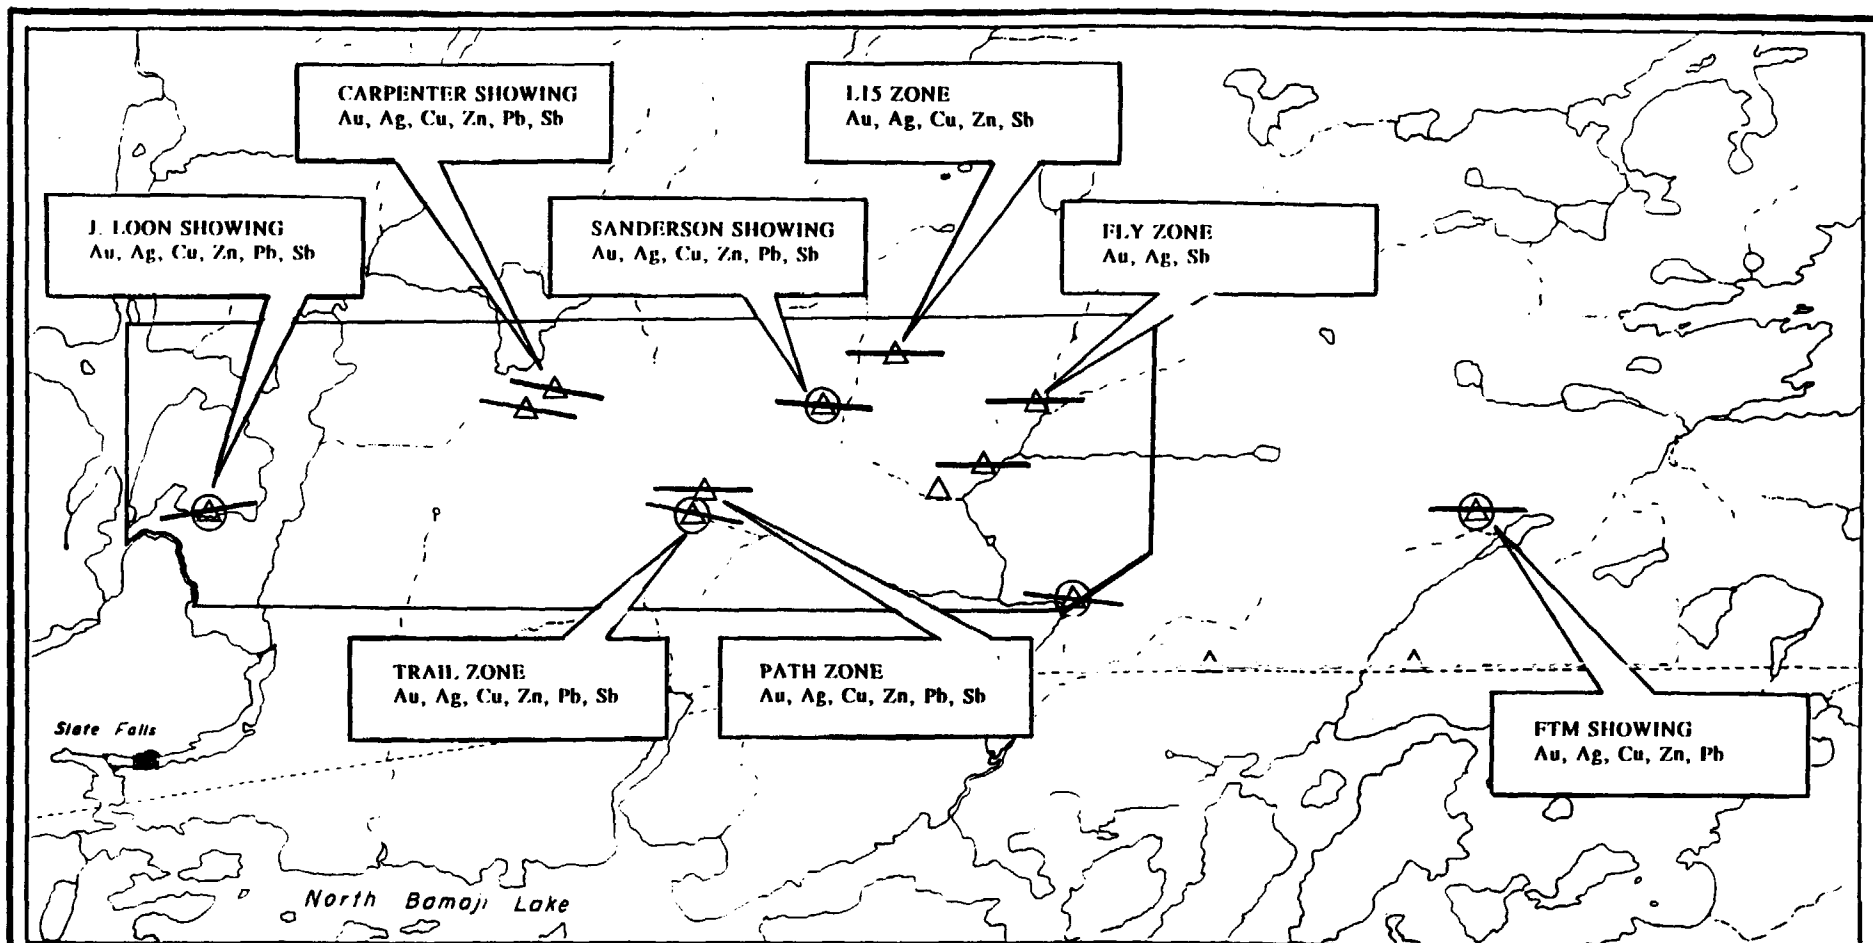 CARPENTER SHOWING
Au, Ag, Cu, Zn, Pb, Sb
L15 ZONE
Au, Ag, Cu, Zn, Sb
J. LOON SHOWING
Au, Ag, Cu, Zn, Pb, Sb
SANDERSON SHOWING
Au, Ag, Cu, Zn, Pb, Sb
FLY ZONE
Au, Ag, Sb
TRAIL ZONE
Au, Ag, Cu, Zn, Pb, Sb
PATH ZONE
Au, Ag, Cu, Zn, Pb, Sb
FTM SHOWING
Au, Ag, Cu, Zn, Pb
Slate Falls
North Bamaji Lake